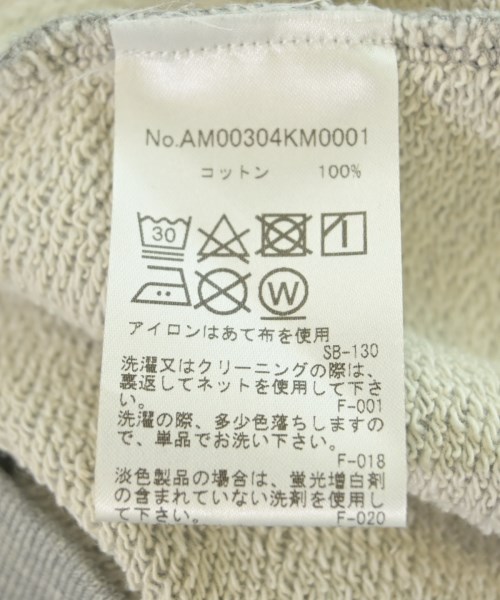 No.AM00304KM0001
コットン 100%
30
W
アイロンはあて布を使用
SB-130
洗濯又はクリーニングの際は、
裏返してネットを使用して下さ
い。 F-001
洗濯の際、多少色落ちしますの
で、単品でお洗い下さい。
F-018
淡色製品の場合は、蛍光増白剤
の含まれていない洗剤を使用し
て下さい。 F-020